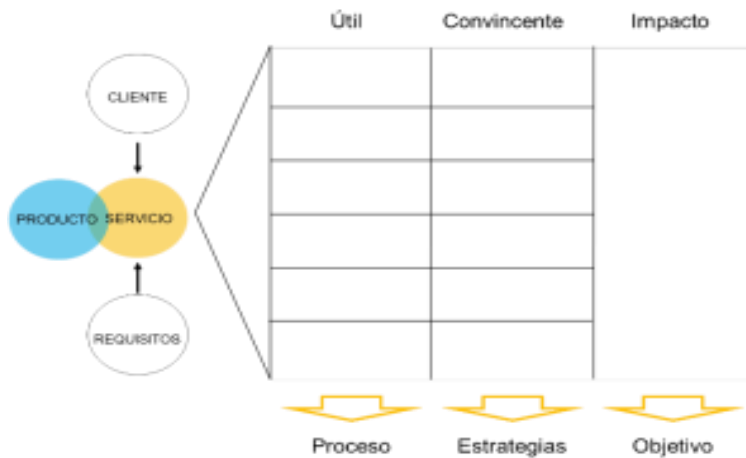 Útil Convincente Impacto
CLIENTE
PRODUCTO SERVICIO
REQUISITOS
Proceso Estrategias Objetivo